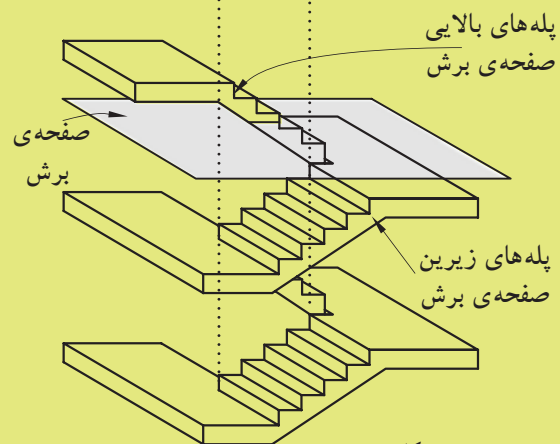 پله‌های بالایی
صفحه‌ی برش
صفحه‌ی
برش
پله‌های زیرین
صفحه‌ی برش